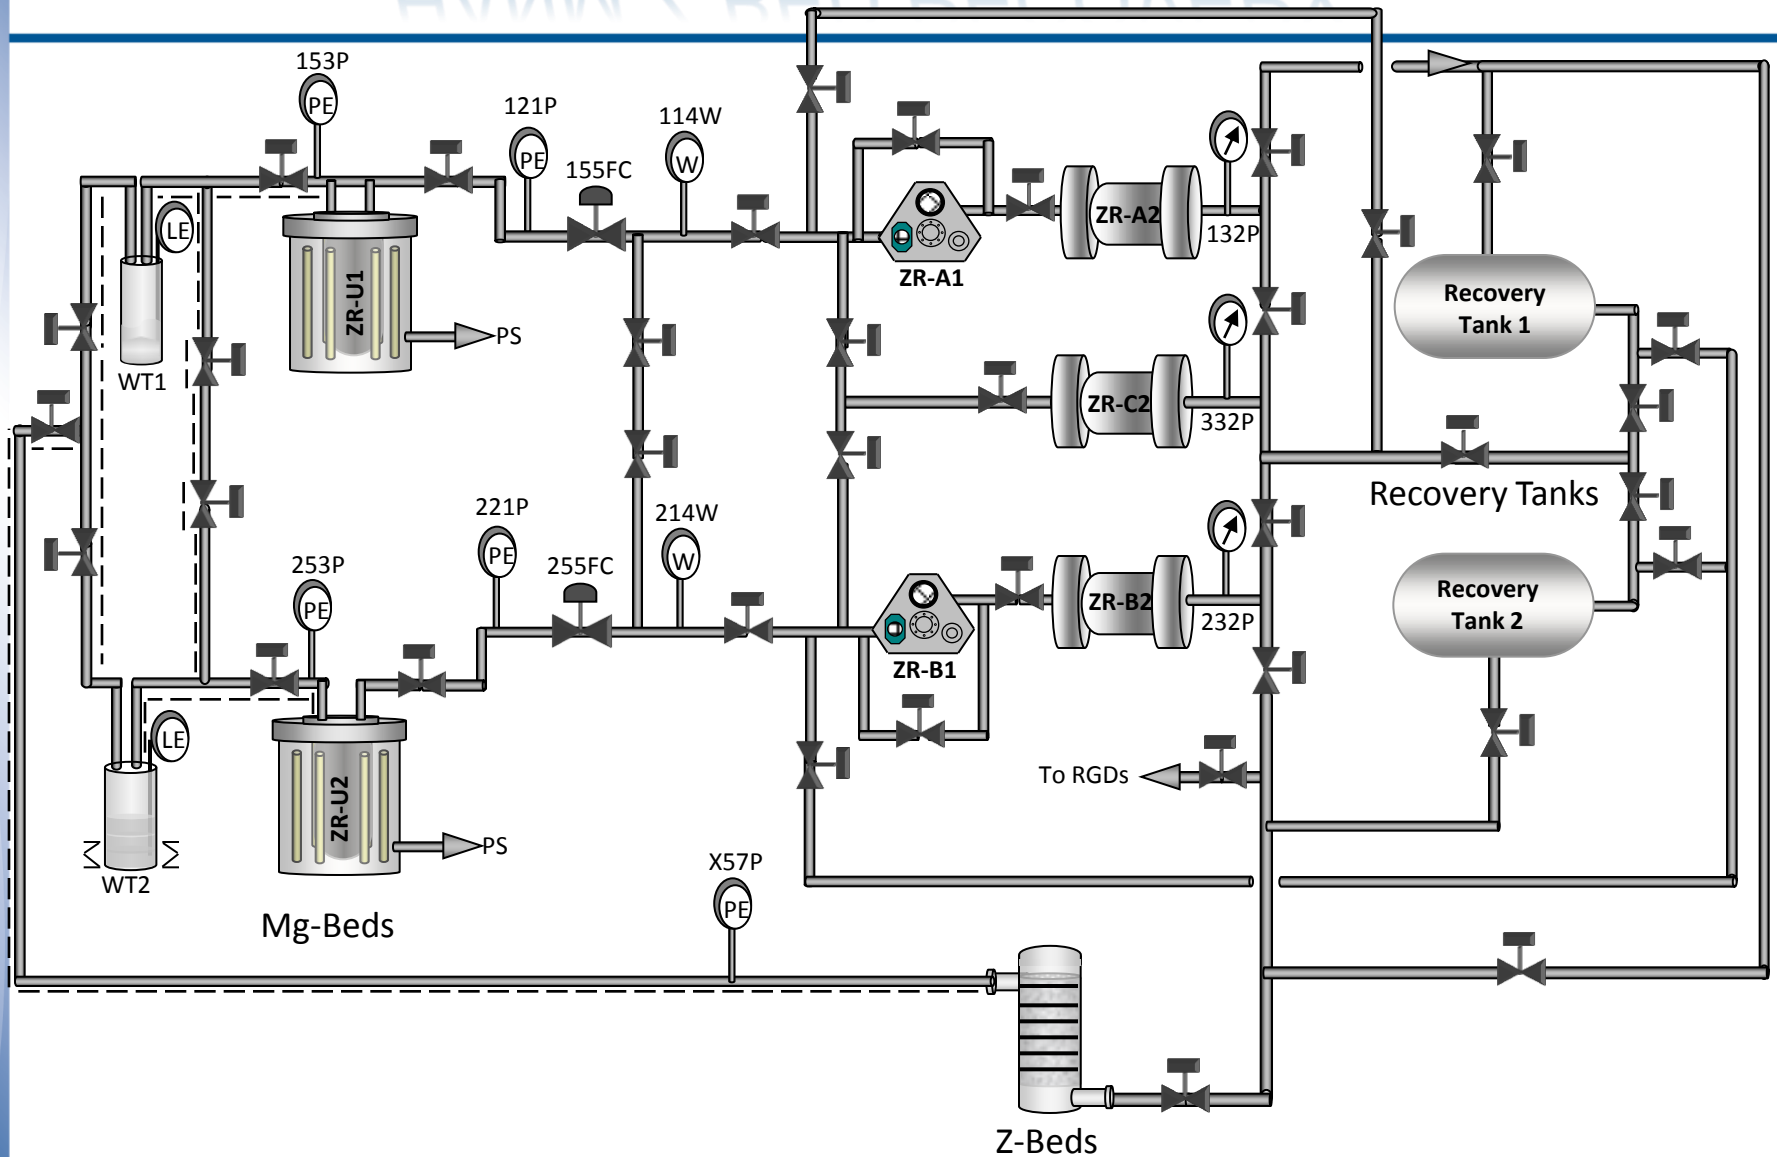 153P
PE
121P
PE
114W
W
155FC
LE
ZR-U1
PS
WT1
ZR-A1
ZR-A2
132P
ZR-C2
332P
Recovery
Tank 1
Recovery Tanks
221P
PE
214W
W
255FC
253P
PE
ZR-B1
ZR-B2
232P
Recovery
Tank 2
LE
ZR-U2
PS
WT2
To RGDs
X57P
PE
Mg-Beds
Z-Beds